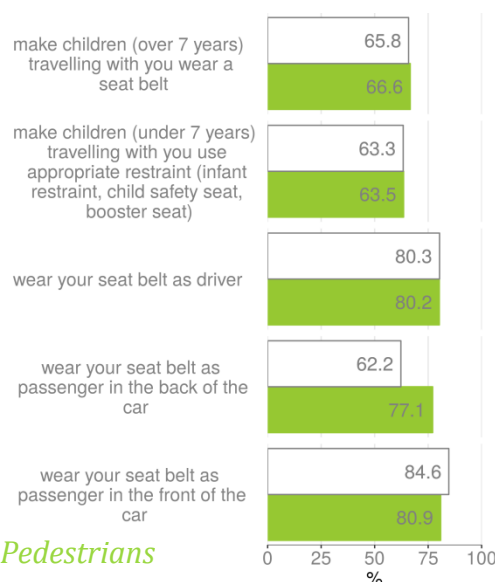 make children (over 7 years)
travelling with you wear a
seat belt
65.8
66.6
make children (under 7 years)
travelling with you use
appropriate restraint (infant
restraint, child safety seat,
booster seat)
63.3
63.5
wear your seat belt as driver
80.3
80.2
wear your seat belt as
passenger in the back of the
car
62.2
77.1
wear your seat belt as
passenger in the front of the
car
84.6
80.9
Pedestrians
0 25 50 75 100
%